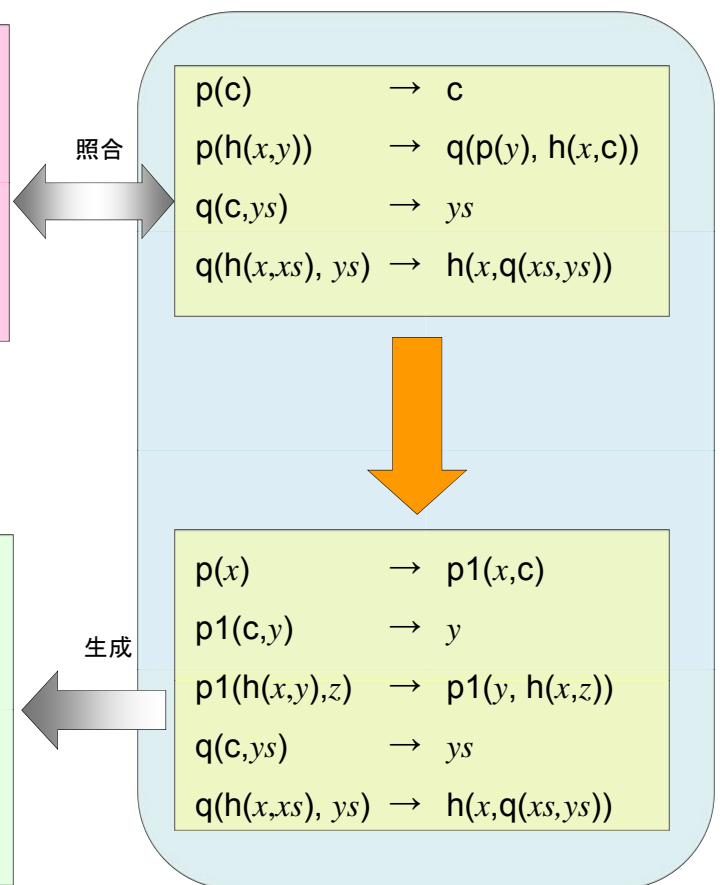 照合
p(c) → c
p(h(x,y)) → q(p(y), h(x,c))
q(c,ys) → ys
q(h(x,xs), ys) → h(x,q(xs,ys))
生成
p(x) → p1(x,c)
p1(c,y) → y
p1(h(x,y),z) → p1(y, h(x,z))
q(c,ys) → ys
q(h(x,xs), ys) → h(x,q(xs,ys))